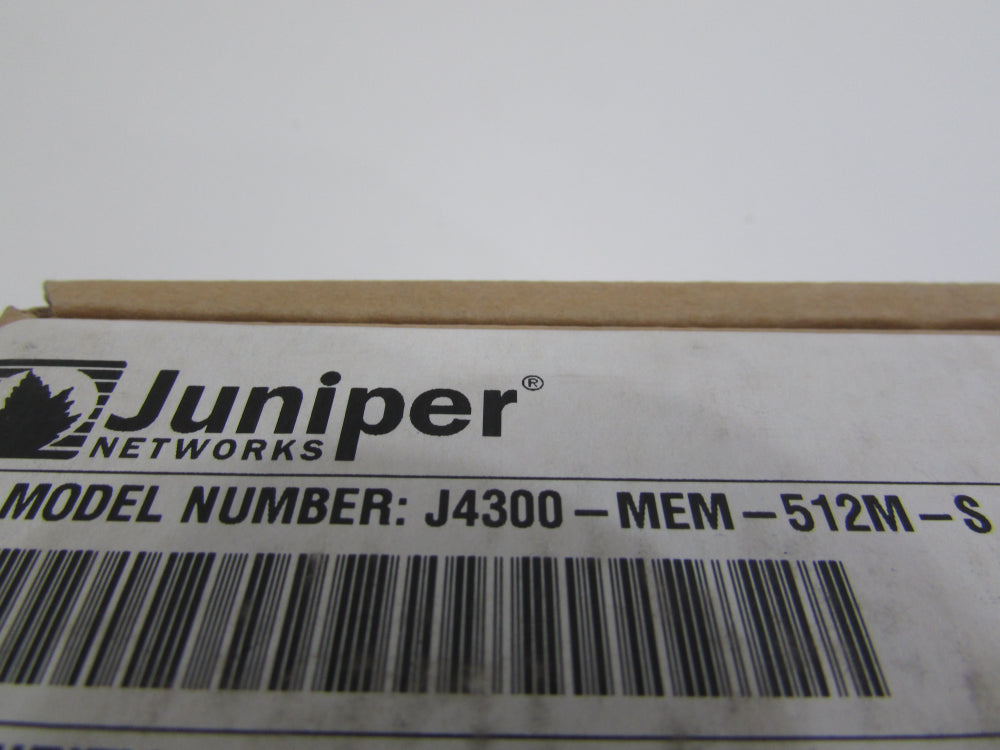 Juniper®
NETWORKS
MODEL NUMBER: J4300-MEM-512M-S